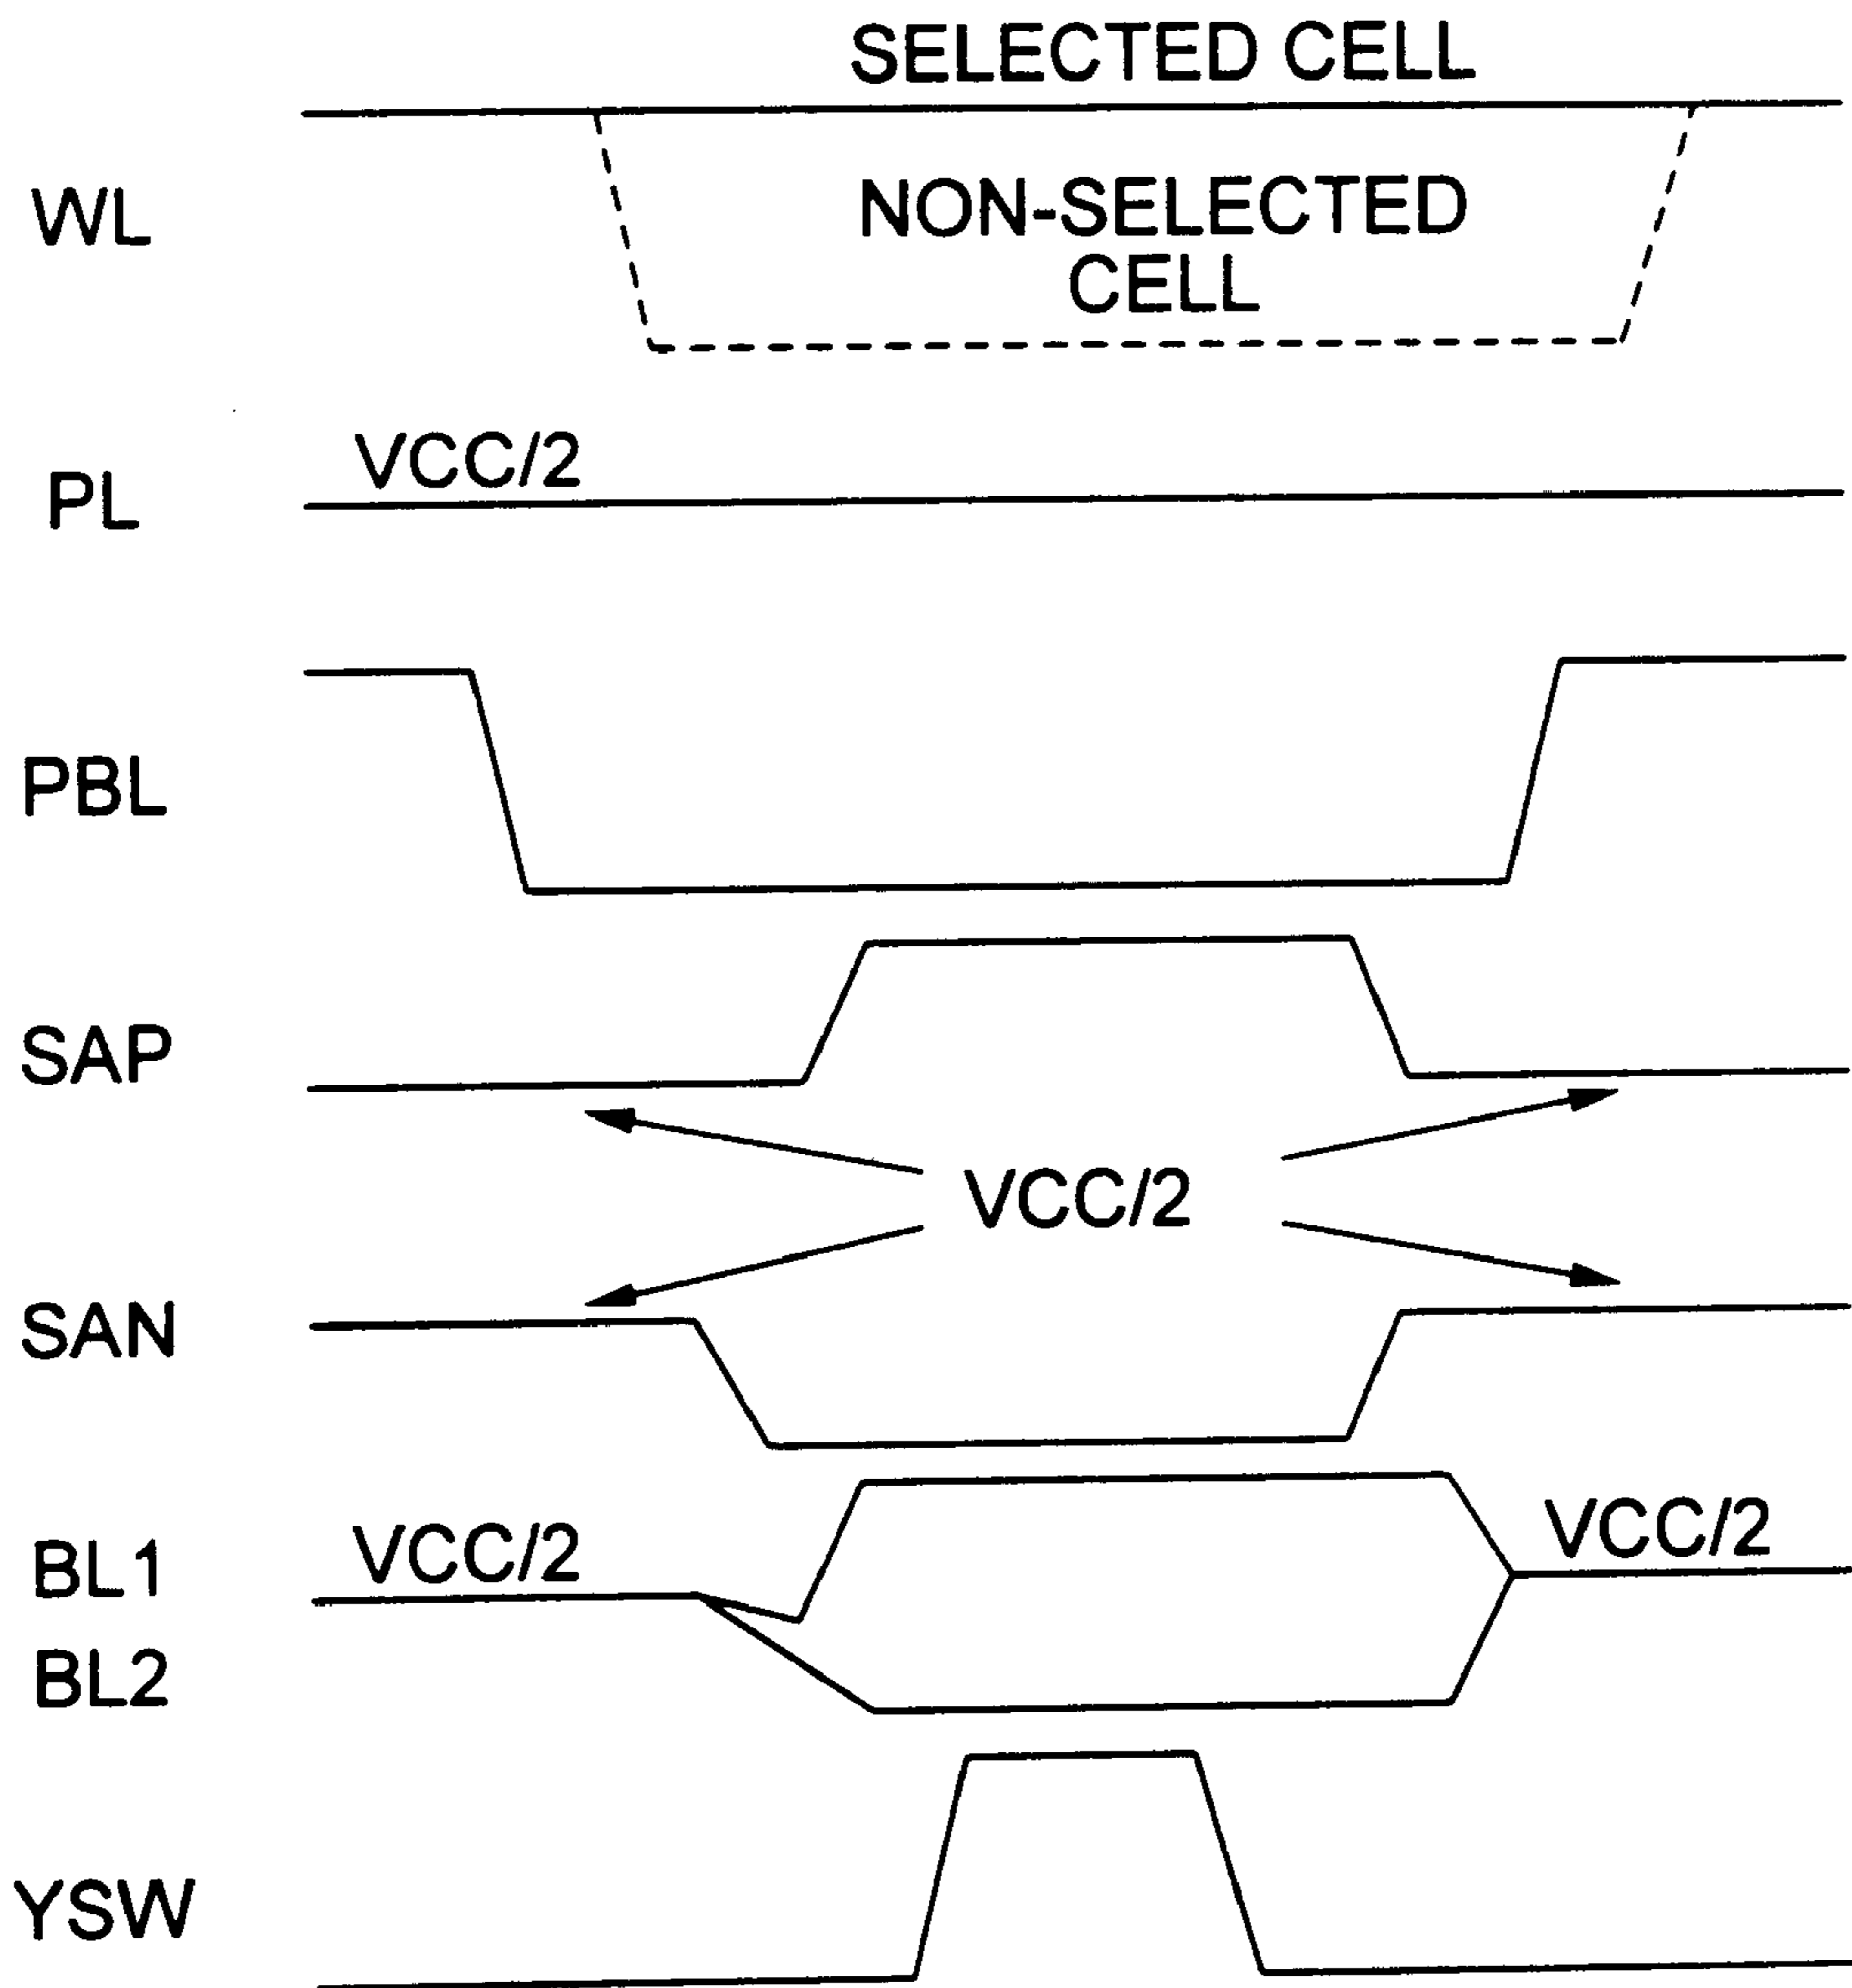 SELECTED CELL
WL
NON-SELECTED
CELL
PL
VCC/2
PBL
SAP
VCC/2
SAN
BL1
VCC/2
VCC/2
BL2
YSW